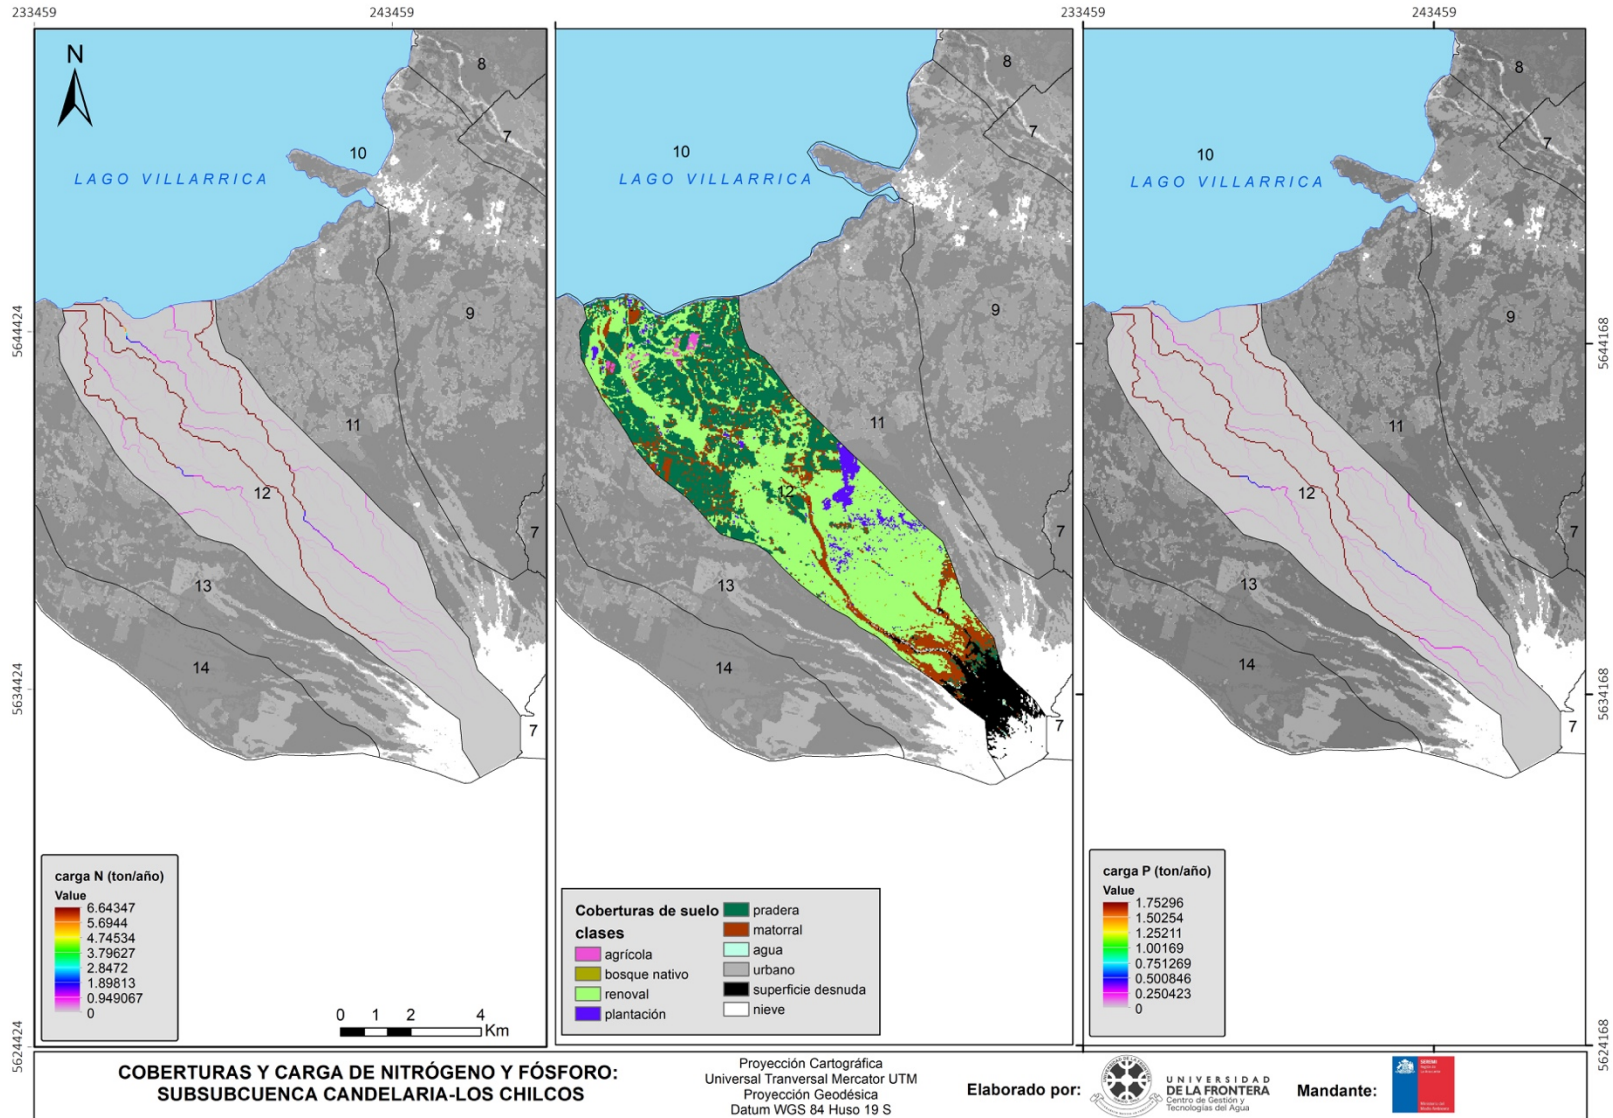 233459
243459
233459
243459
N
8
7
10
LAGO VILLARRICA
9
11
12
13
14
7
7
8
7
10
LAGO VILLARRICA
9
11
12
13
14
7
7
8
7
10
LAGO VILLARRICA
9
11
12
13
14
7
7
5644424
5634424
5624424
5644168
5634168
5624168
carga N (ton/año)
Value
6.64347
5.6944
4.74534
3.79627
2.8472
1.89813
0.949067
0
0 1 2 4
Km
Coberturas de suelo
clases
agrícola
bosque nativo
renoval
plantación
pradera
matorral
agua
urbano
superficie desnuda
nieve
carga P (ton/año)
Value
1.75296
1.50254
1.25211
1.00169
0.751269
0.500846
0.250423
0
COBERTURAS Y CARGA DE NITRÓGENO Y FÓSFORO:
SUBSUBCUENCA CANDELARIA-LOS CHILCOS
Proyección Cartográfica
Universal Tranversal Mercator UTM
Proyección Geodésica
Datum WGS 84 Huso 19 S
Elaborado por:
UNIVERSIDAD
DE LA FRONTERA
Centro de Gestión y
Tecnologías del Agua
Mandante:
SEREMI